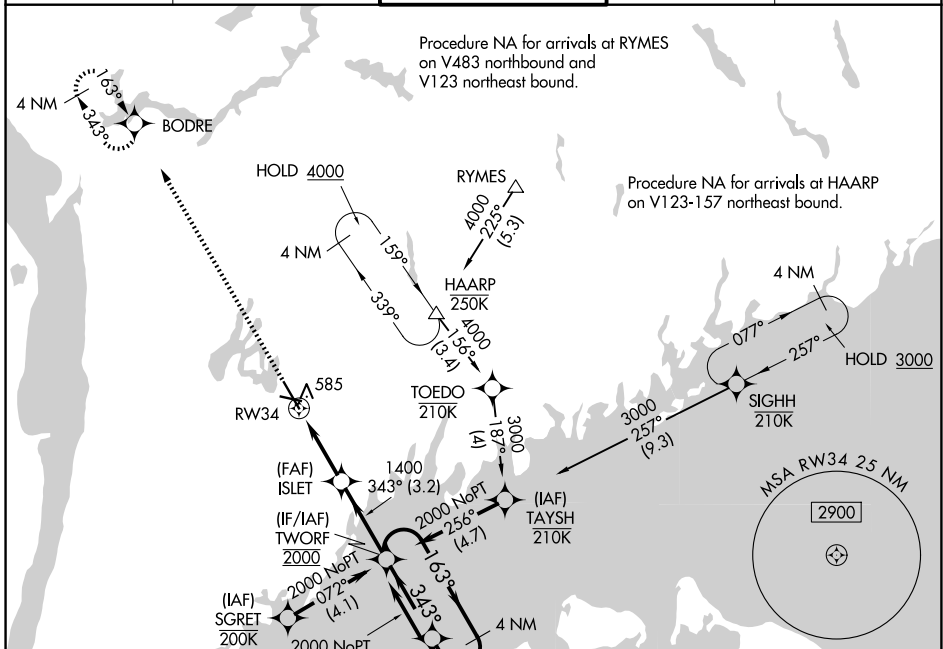 Procedure NA for arrivals at RYMES
on V483 northbound and
V123 northeast bound.
163°
4 NM
343°
BODRE
HOLD 4000
RYMES
4000
225°
(5.3)
Procedure NA for arrivals at HAARP
on V123-157 northeast bound.
4 NM
159°
339°
HAARP
250K
4000
156°
(3.4)
4 NM
077°
257°
HOLD 3000
TOEDO
210K
SIGHH
210K
3000
187°
(4)
3000
257°
(9.3)
585
RW34
(FAF)
ISLET
1400
343° (3.2)
MSA RW34 25 NM
2900
(IF/IAF)
TWORF
2000
2000 NoPT
256°
(4.7)
(IAF)
TAYSH
210K
2000 NoPT
072°
(4.1)
163°
343°
(IAF)
SGRET
200K
4 NM
2000 NoPT